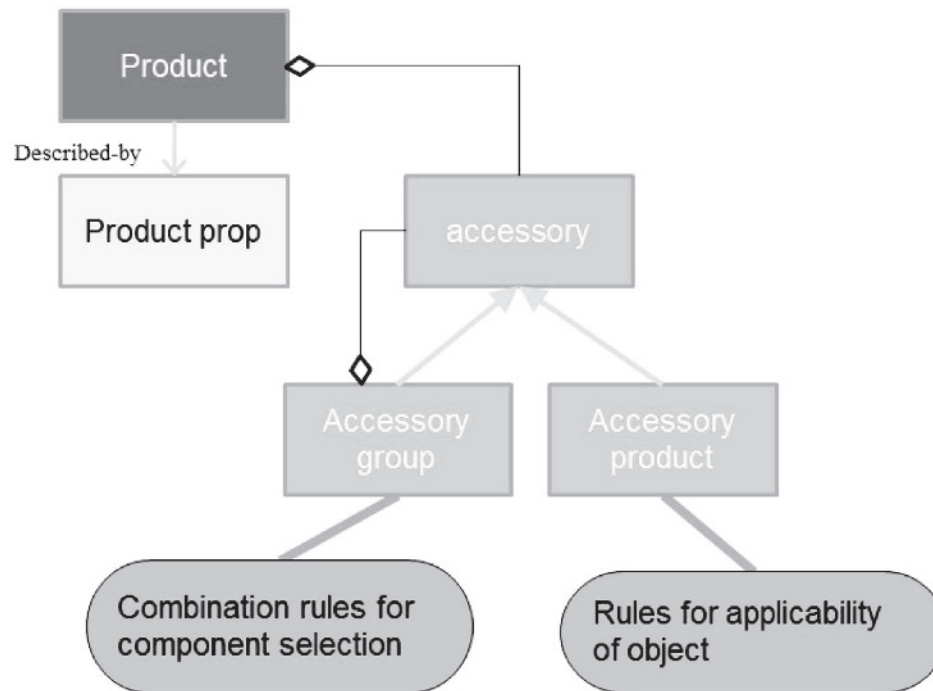 Product
Described-by
Product prop
accessory
Accessory
group
Accessory
product
Combination rules for
component selection
Rules for applicability
of object